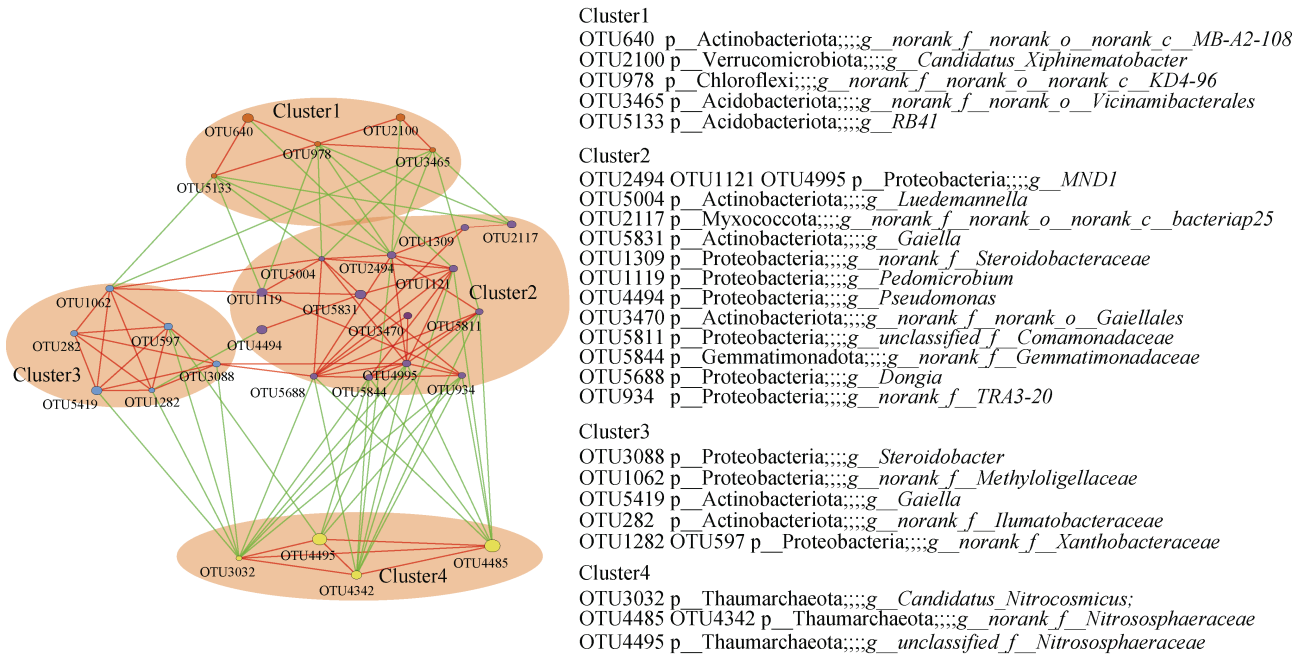 Cluster1
OTU640
OTU2100
OTU978
OTU3465
OTU5133
OTU1309
OTU2117
OTU5004
OTU2494
OTU1121
Cluster2
OTU1062
OTU1119
OTU5831
OTU3470
OTU5811
OTU282
OTU597
OTU4494
Cluster3
OTU3088
OTU4995
OTU5419
OTU1282
OTU5688
OTU5844
OTU934
OTU4495
OTU4485
OTU3032
Cluster4
OTU4342
Cluster1
OTU640 p__Actinobacteriota;;;;g__norank_f__norank_o__norank_c__MB-A2-108
OTU2100 p__Verrucomicrobiota;;;;g__Candidatus_Xiphinematobacter
OTU978 p__Chloroflexi;;;;g__norank_f__norank_o__norank_c__KD4-96
OTU3465 p__Acidobacteriota;;;;g__norank_f__norank_o__Vicinamibacterales
OTU5133 p__Acidobacteriota;;;;g__RB41
Cluster2
OTU2494 OTU1121 OTU4995 p__Proteobacteria;;;;g__MND1
OTU5004 p__Actinobacteriota;;;;g__Luedemannella
OTU2117 p__Myxococcota;;;;g__norank_f__norank_o__norank_c__bacteriap25
OTU5831 p__Actinobacteriota;;;;g__Gaiella
OTU1309 p__Proteobacteria;;;;g__norank_f__Steroidobacteraceae
OTU1119 p__Proteobacteria;;;;g__Pedomicrobium
OTU4494 p__Proteobacteria;;;;g__Pseudomonas
OTU3470 p__Actinobacteriota;;;;g__norank_f__norank_o__Gaiellales
OTU5811 p__Proteobacteria;;;;g__unclassified_f__Comamonadaceae
OTU5844 p__Gemmatimonadota;;;;g__norank_f__Gemmatimonadaceae
OTU5688 p__Proteobacteria;;;;g__Dongia
OTU934 p__Proteobacteria;;;;g__norank_f__TRA3-20
Cluster3
OTU3088 p__Proteobacteria;;;;g__Steroidobacter
OTU1062 p__Proteobacteria;;;;g__norank_f__Methyloligellaceae
OTU5419 p__Actinobacteriota;;;;g__Gaiella
OTU282 p__Actinobacteriota;;;;g__norank_f__Ilumatobacteraceae
OTU1282 OTU597 p__Proteobacteria;;;;g__norank_f__Xanthobacteraceae
Cluster4
OTU3032 p__Thaumarchaeota;;;;g__Candidatus_Nitrocosmicus;
OTU4485 OTU4342 p__Thaumarchaeota;;;;g__norank_f__Nitrososphaeraceae
OTU4495 p__Thaumarchaeota;;;;g__unclassified_f__Nitrososphaeraceae